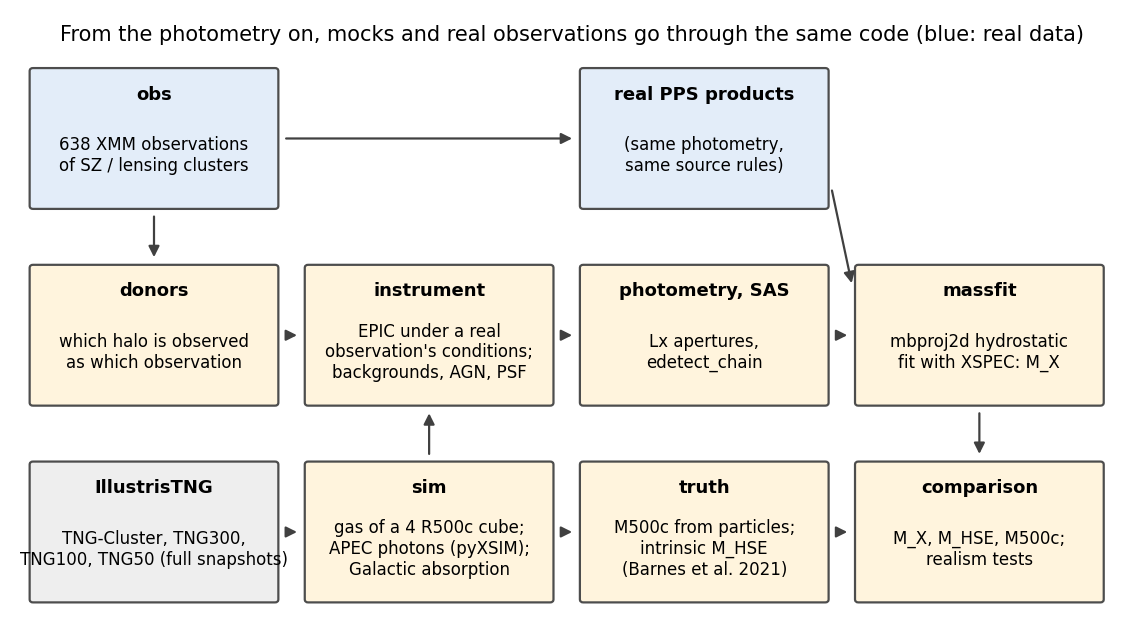 From the photometry on, mocks and real observations go through the same code (blue: real data)
obs
638 XMM observations
of SZ / lensing clusters
real PPS products
(same photometry,
same source rules)
donors
which halo is observed
as which observation
instrument
EPIC under a real
observation's conditions;
backgrounds, AGN, PSF
photometry, SAS
Lx apertures,
edetect_chain
massfit
mbproj2d hydrostatic
fit with XSPEC: M_X
IllustrisTNG
TNG-Cluster, TNG300,
TNG100, TNG50 (full snapshots)
sim
gas of a 4 R500c cube;
APEC photons (pyXSIM);
Galactic absorption
truth
M500c from particles;
intrinsic M_HSE
(Barnes et al. 2021)
comparison
M_X, M_HSE, M500c;
realism tests